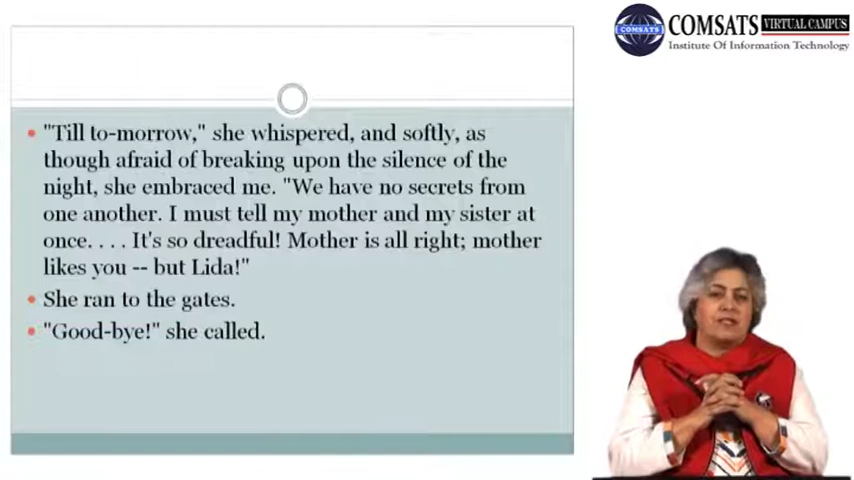 COMSATS VIRTUAL CAMPUS
COMSATS
Institute Of Information Technology
• "Till to-morrow," she whispered, and softly, as
though afraid of breaking upon the silence of the
night, she embraced me. "We have no secrets from
one another. I must tell my mother and my sister at
once. . . . It's so dreadful! Mother is all right; mother
likes you -- but Lida!"
• She ran to the gates.
• "Good-bye!" she called.